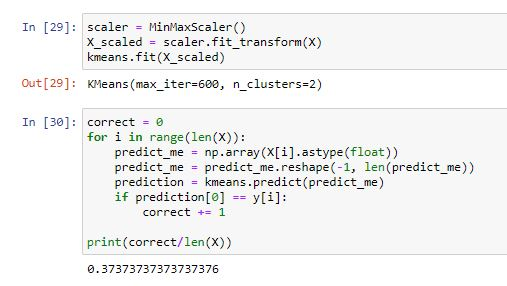 In [29]: scaler = MinMaxScaler()
X_scaled = scaler.fit_transform(X)
kmeans.fit(X_scaled)
Out[29]: KMeans(max_iter=600, n_clusters=2)
In [30]: correct = 0
for i in range(len(X)):
    predict_me = np.array(X[i].astype(float))
    predict_me = predict_me.reshape(-1, len(predict_me))
    prediction = kmeans.predict(predict_me)
    if prediction[0] == y[i]:
        correct += 1
print(correct/len(X))
0.37373737373737376